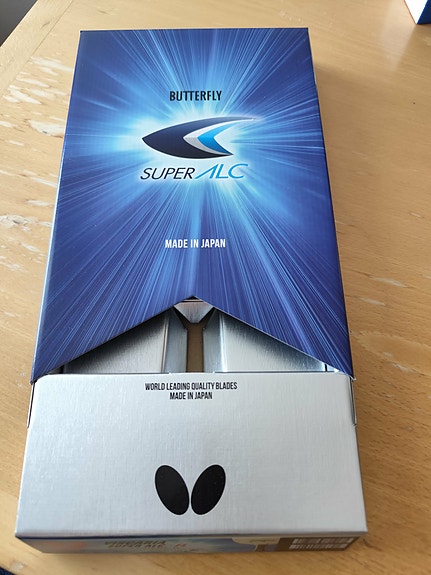 BUTTERFLY
SUPER ALC
MADE IN JAPAN
WORLD LEADING QUALITY BLADES
MADE IN JAPAN